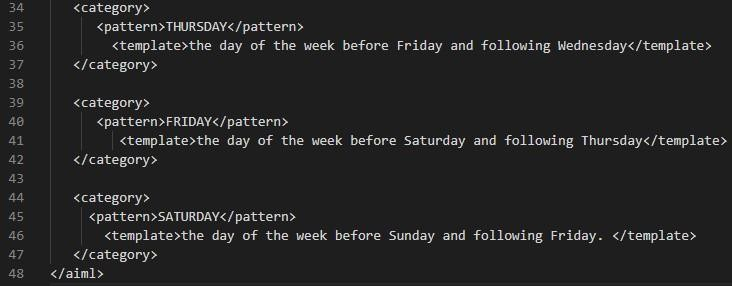 34 <category>
35 <pattern>THURSDAY</pattern>
36 <template>the day of the week before Friday and following Wednesday</template>
37 </category>
38
39 <category>
40 <pattern>FRIDAY</pattern>
41 <template>the day of the week before Saturday and following Thursday</template>
42 </category>
43
44 <category>
45 <pattern>SATURDAY</pattern>
46 <template>the day of the week before Sunday and following Friday. </template>
47 </category>
48 </aiml>